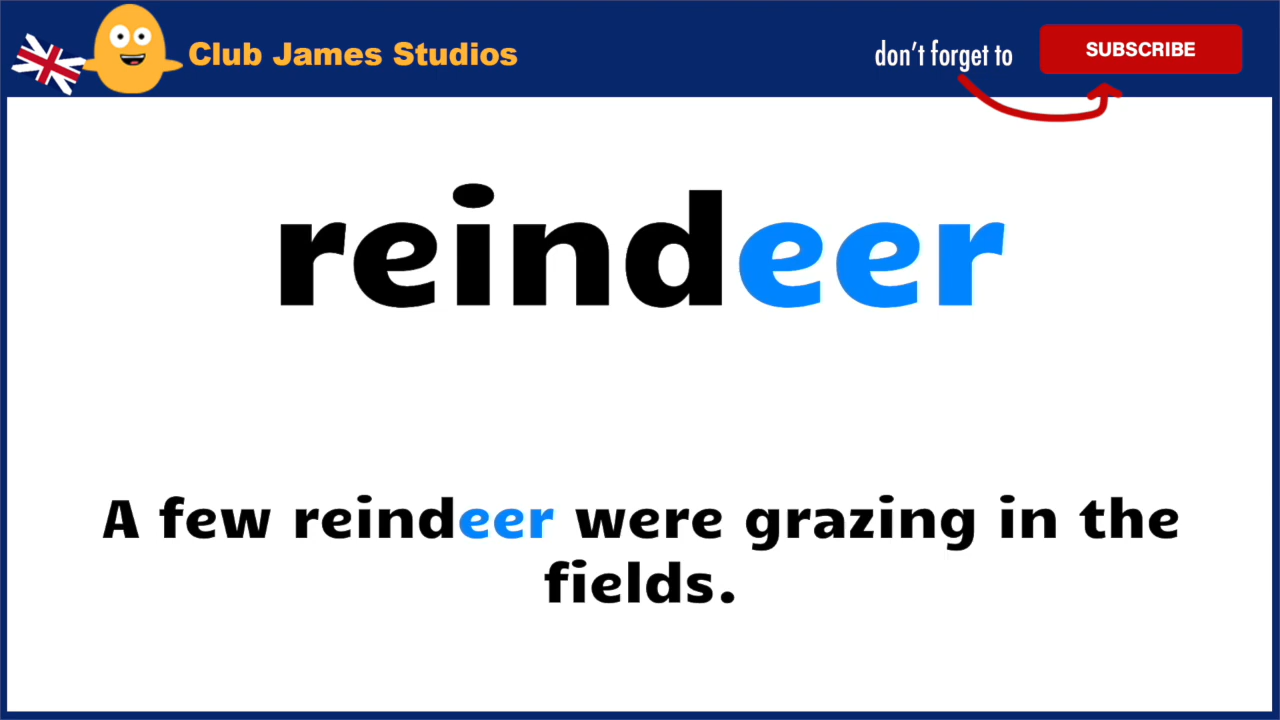 Club James Studios
don't forget to
SUBSCRIBE
reindeer
A few reindeer were grazing in the
fields.